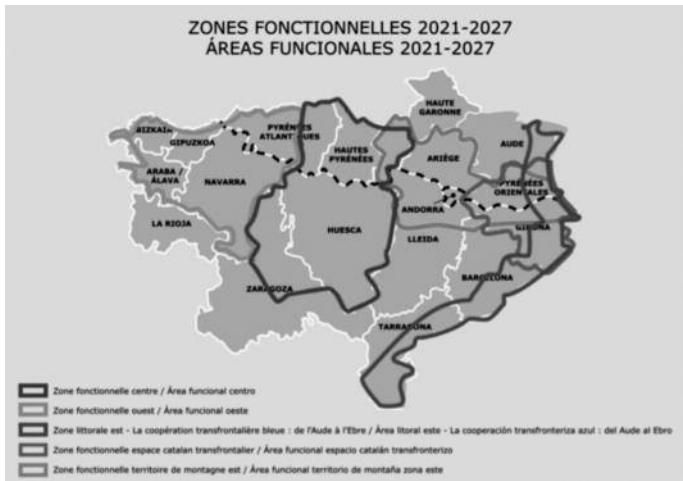 ZONES FONCTIONNELLES 2021-2027
ÁREAS FUNCIONALES 2021-2027
HAUTE
GARONNE
BIZKAIA
GIPUZKOA
PYRÉNÉES
ATLANTIQUES
HAUTES
PYRÉNÉES
ARIÈGE
AUDE
ARABA /
ÁLAVA
NAVARRA
PYRÉNÉES
ORIENTALES
ANDORRA
LA RIOJA
HUESCA
LLEIDA
GIRONA
ZARAGOZA
BARCELONA
TARRAGONA
Zone fonctionnelle centre / Área funcional centro
Zone fonctionnelle ouest / Área funcional oeste
Zone littorale est - La coopération transfrontalière bleue : de l'Aude à l'Ebre / Área litoral este - La cooperación transfronteriza azul : del Aude al Ebro
Zone fonctionnelle espace catalan transfrontalier / Área funcional espacio catalán transfronterizo
Zone fonctionnelle territoire de montagne est / Área funcional territorio de montaña zona este